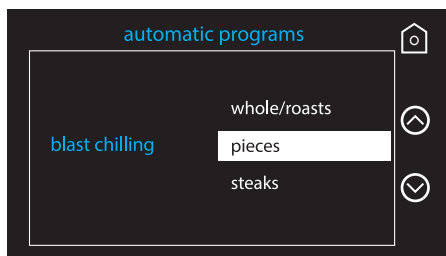 automatic programs
whole/roasts
blast chilling
pieces
steaks